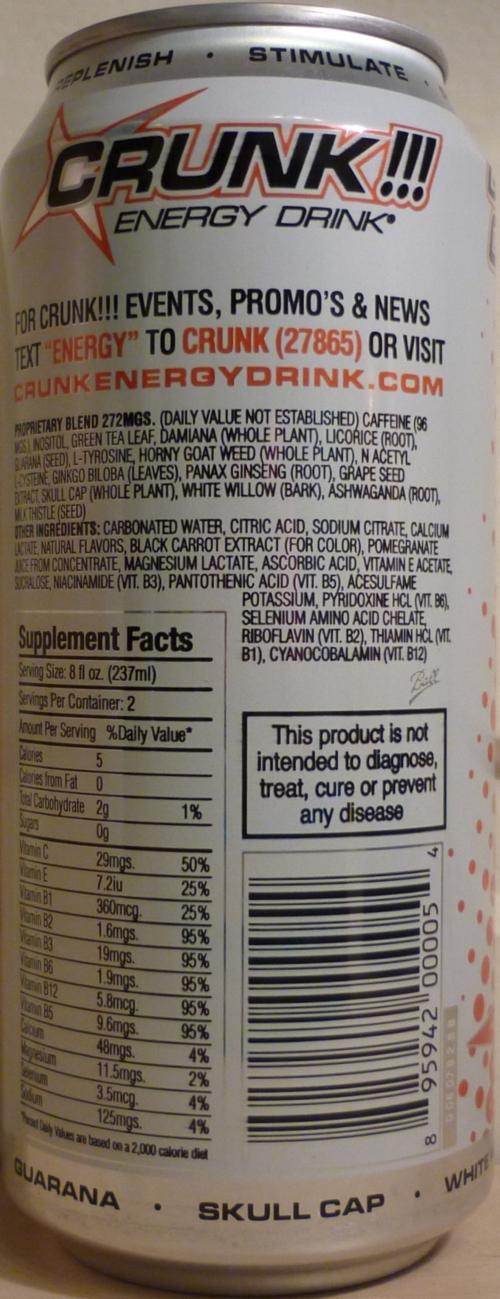 REPLENISH • STIMULATE •
CRUNK!!!
ENERGY DRINK
FOR CRUNK!!! EVENTS, PROMO'S & NEWS
TEXT "ENERGY" TO CRUNK (27865) OR VISIT
CRUNKENERGYDRINK.COM
PROPRIETARY BLEND 272MGS. (DAILY VALUE NOT ESTABLISHED) CAFFEINE (96
MGS.), INOSITOL, GREEN TEA LEAF, DAMIANA (WHOLE PLANT), LICORICE (ROOT),
GUARANA (SEED), L-TYROSINE, HORNY GOAT WEED (WHOLE PLANT), N ACETYL
L-CYSTEINE, GINKGO BILOBA (LEAVES), PANAX GINSENG (ROOT), GRAPE SEED
EXTRACT, SKULL CAP (WHOLE PLANT), WHITE WILLOW (BARK), ASHWAGANDA (ROOT),
MILK THISTLE (SEED)
OTHER INGREDIENTS: CARBONATED WATER, CITRIC ACID, SODIUM CITRATE, CALCIUM
LACTATE, NATURAL FLAVORS, BLACK CARROT EXTRACT (FOR COLOR), POMEGRANATE
JUICE FROM CONCENTRATE, MAGNESIUM LACTATE, ASCORBIC ACID, VITAMIN E ACETATE,
SUCRALOSE, NIACINAMIDE (VIT. B3), PANTOTHENIC ACID (VIT. B5), ACESULFAME
POTASSIUM, PYRIDOXINE HCL (VIT. B6),
SELENIUM AMINO ACID CHELATE,
RIBOFLAVIN (VIT. B2), THIAMIN HCL (VIT.
B1), CYANOCOBALAMIN (VIT. B12)
Ball
Supplement Facts
Serving Size: 8 fl oz. (237ml)
Servings Per Container: 2
Amount Per Serving %Daily Value*
Calories 5
Calories from Fat 0
Total Carbohydrate 2g 1%
Sugars 0g
Vitamin C 29mgs. 50%
Vitamin E 7.2iu 25%
Vitamin B1 360mcg. 25%
Vitamin B2 1.6mgs. 95%
Vitamin B3 19mgs. 95%
Vitamin B6 1.9mgs. 95%
Vitamin B12 5.8mcg. 95%
Vitamin B5 9.6mgs. 95%
Calcium 48mgs. 4%
Magnesium 11.5mgs. 2%
Selenium 3.5mcg. 4%
Sodium 125mgs. 4%
*Percent Daily Values are based on a 2,000 calorie diet
This product is not
intended to diagnose,
treat, cure or prevent
any disease
8 95942 00005 4
GUARANA • SKULL CAP • WHITE